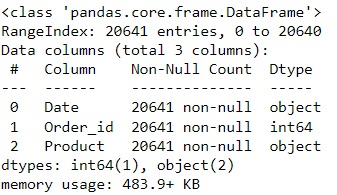 <class 'pandas.core.frame.DataFrame'>
RangeIndex: 20641 entries, 0 to 20640
Data columns (total 3 columns):
 #   Column    Non-Null Count  Dtype
---  ------    --------------  -----
 0   Date      20641 non-null  object
 1   Order_id  20641 non-null  int64
 2   Product   20641 non-null  object
dtypes: int64(1), object(2)
memory usage: 483.9+ KB